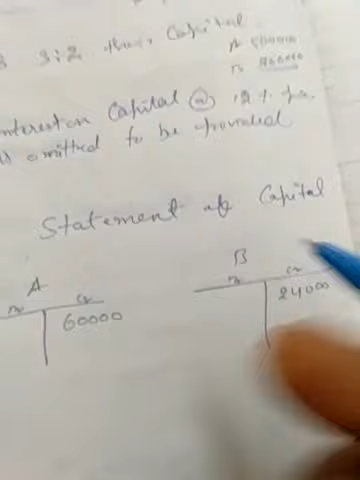 3:2 their Capital
Interest on Capital @ 12 % p.a.
is omitted to be provided
Statement of Capital
A B
Dr Cr Dr Cr
60000 24000